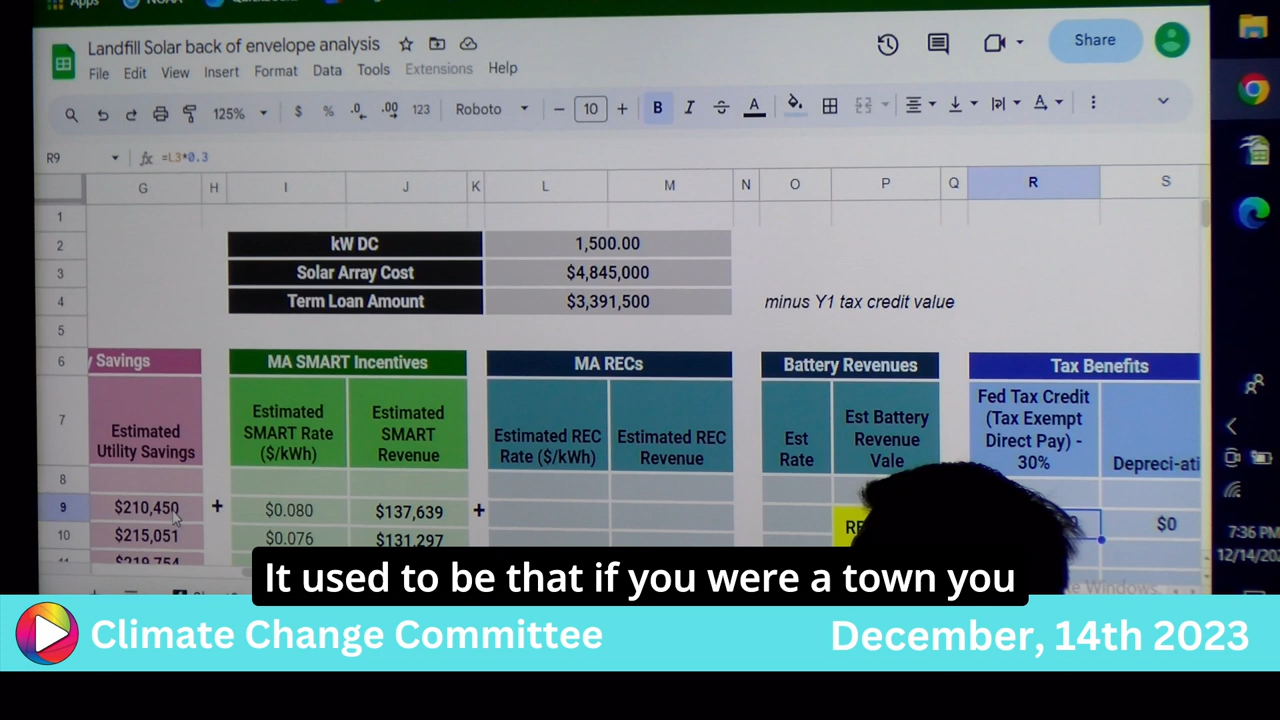 Apps
Landfill Solar back of envelope analysis
Share
File Edit View Insert Format Data Tools Extensions Help
125% $ % .0 .00 123 Roboto − 10 + B I S A
R9 fx =L3*0.3
G H I J K L M N O P Q R S
1
2 kW DC 1,500.00
3 Solar Array Cost $4,845,000
4 Term Loan Amount $3,391,500 minus Y1 tax credit value
5
6 Savings MA SMART Incentives MA RECs Battery Revenues Tax Benefits
7
Estimated Utility Savings
Estimated SMART Rate ($/kWh)
Estimated SMART Revenue
Estimated REC Rate ($/kWh)
Estimated REC Revenue
Est Rate
Est Battery Revenue Vale
Fed Tax Credit (Tax Exempt Direct Pay) - 30%
Depreci-ati
8
9 $210,450 + $0.080 $137,639 + $0
10 $215,051 $0.076 $131,297
11 $219,754
7:36 PM
It used to be that if you were a town you
Climate Change Committee
December, 14th 2023